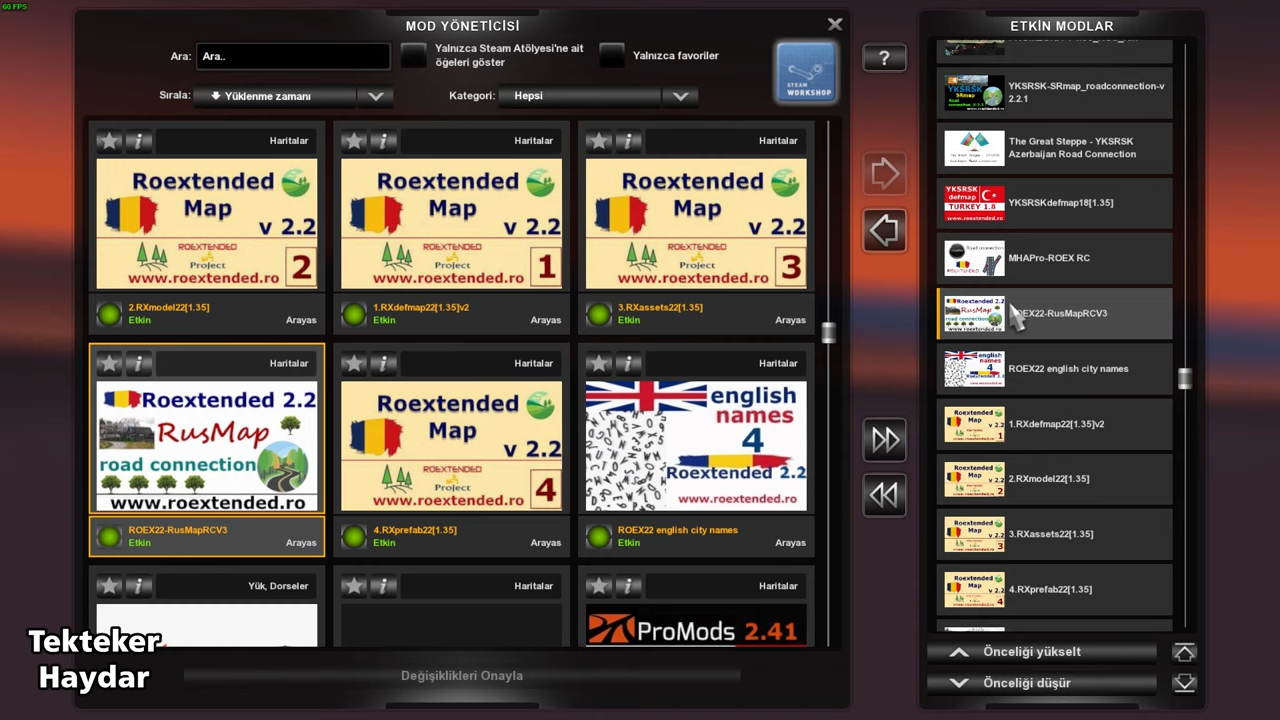 60 FPS
MOD YÖNETİCİSİ
Ara:
Ara..
Yalnızca Steam Atölyesi'ne ait
öğeleri göster
Yalnızca favoriler
STEAM
WORKSHOP
Sırala:
Yüklenme zamanı
Kategori:
Hepsi
Haritalar
Roextended
Map
v 2.2
ROEXTENDED
Project
www.roextended.ro
2
2.RXmodel22[1.35]
Etkin
Arayas
Haritalar
Roextended
Map
v 2.2
ROEXTENDED
Project
www.roextended.ro
1
1.RXdefmap22[1.35]v2
Etkin
Arayas
Haritalar
Roextended
Map
v 2.2
ROEXTENDED
Project
www.roextended.ro
3
3.RXassets22[1.35]
Etkin
Arayas
Haritalar
Roextended 2.2
RusMap
road connection
www.roextended.ro
ROEX22-RusMapRCV3
Etkin
Arayas
Haritalar
Roextended
Map
v 2.2
ROEXTENDED
Project
www.roextended.ro
4
4.RXprefab22[1.35]
Etkin
Arayas
Haritalar
english
names
4
Roextended 2.2
www.roextended.ro
ROEX22 english city names
Etkin
Arayas
Yük, Dorseler
Haritalar
Haritalar
ProMods 2.41
Değişiklikleri Onayla
Tekteker
Haydar
?
ETKİN MODLAR
YKSRSK-SRmap_roadconnection-v
2.2.1
The Great Steppe - YKSRSK
Azerbaijan Road Connection
YKSRSK
defmap
TURKEY 1.8
YKSRSKdefmap18[1.35]
MHAPro-ROEX RC
EX22-RusMapRCV3
ROEX22 english city names
1.RXdefmap22[1.35]v2
2.RXmodel22[1.35]
3.RXassets22[1.35]
4.RXprefab22[1.35]
Önceliği yükselt
Önceliği düşür